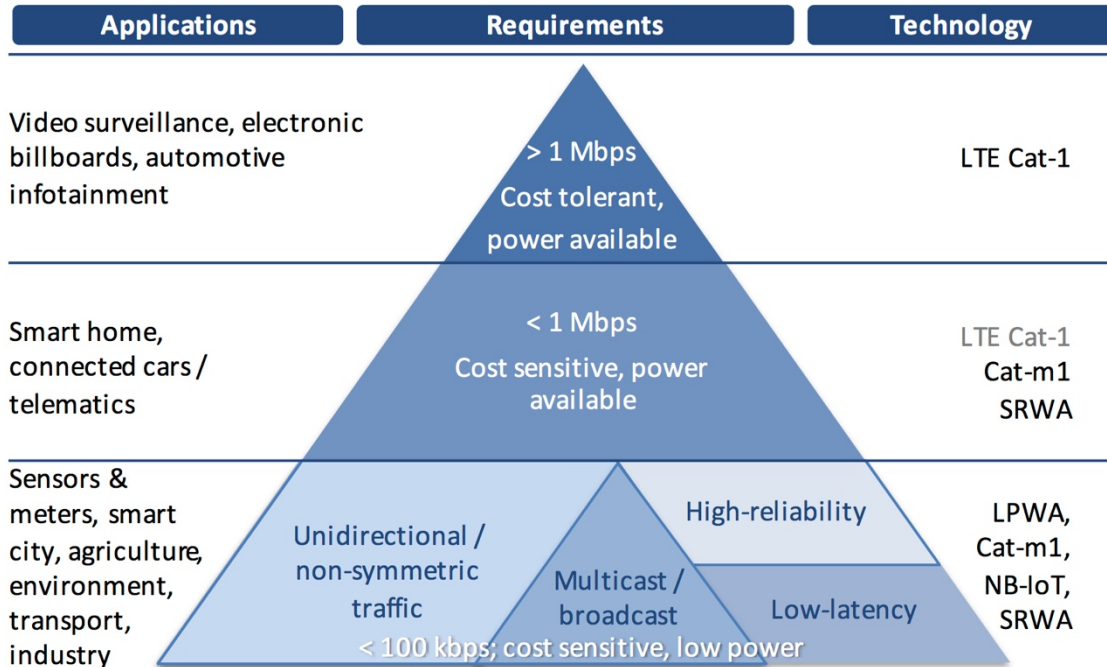 Applications
Requirements
Technology
Video surveillance, electronic
billboards, automotive
infotainment
> 1 Mbps
Cost tolerant,
power available
LTE Cat-1
Smart home,
connected cars /
telematics
< 1 Mbps
Cost sensitive, power
available
LTE Cat-1
Cat-m1
SRWA
Sensors &
meters, smart
city, agriculture,
environment,
transport,
industry
Unidirectional /
non-symmetric
traffic
Multicast /
broadcast
High-reliability
Low-latency
< 100 kbps; cost sensitive, low power
LPWA,
Cat-m1,
NB-IoT,
SRWA